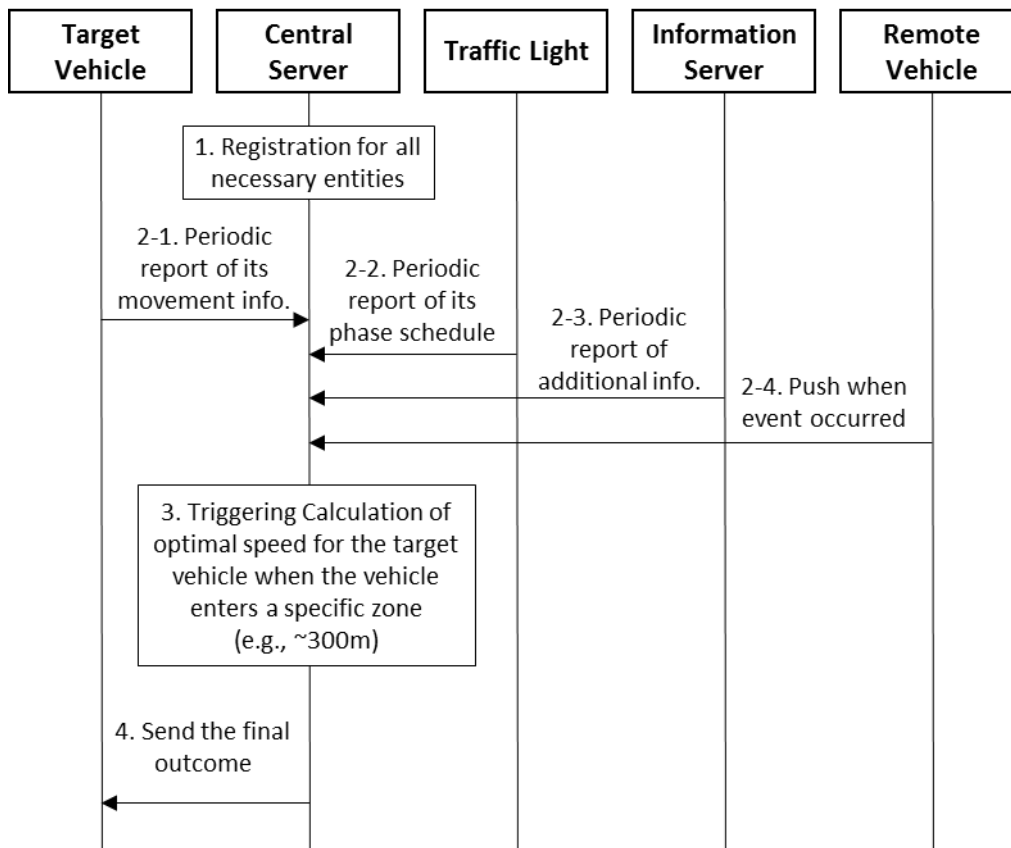 Target
Vehicle
Central
Server
Traffic Light
Information
Server
Remote
Vehicle
1. Registration for all
necessary entities
2-1. Periodic
report of its
movement info.
2-2. Periodic
report of its
phase schedule
2-3. Periodic
report of
additional info.
2-4. Push when
event occurred
3. Triggering Calculation of
optimal speed for the target
vehicle when the vehicle
enters a specific zone
(e.g., ~300m)
4. Send the final
outcome